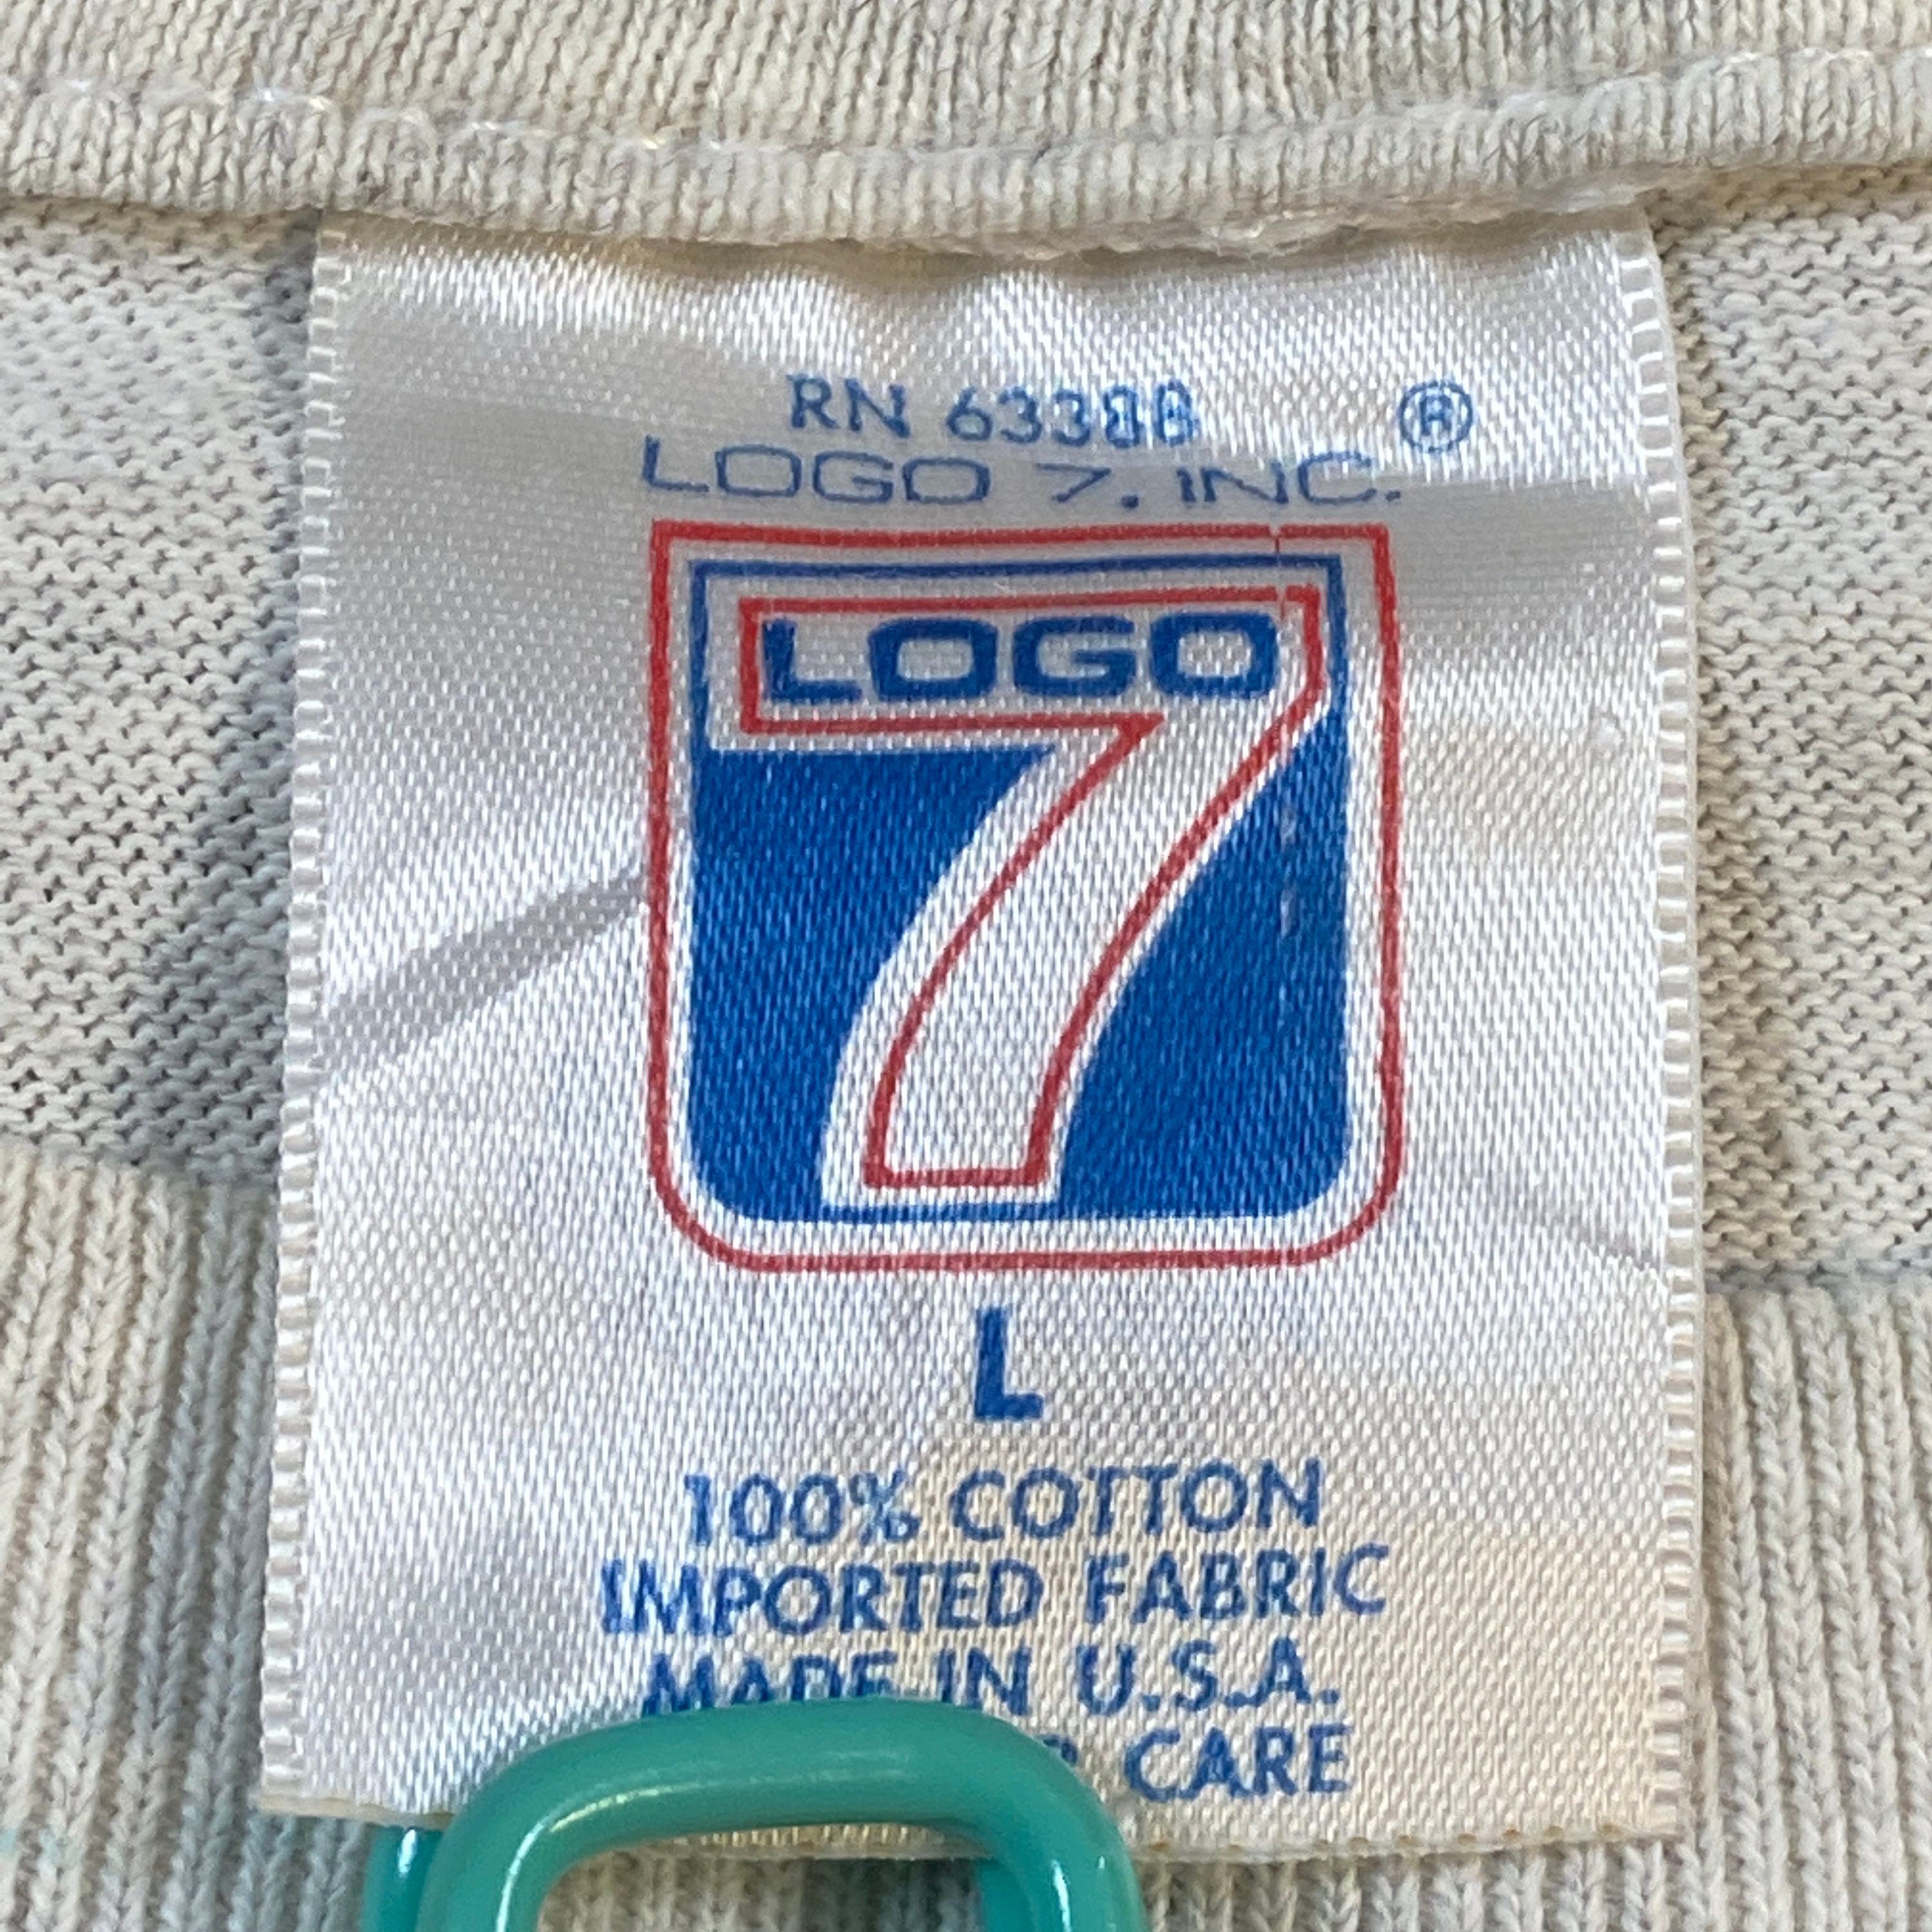 RN 63388 ®
LOGO 7, INC.
LOGO
7
L
100% COTTON
IMPORTED FABRIC
MADE IN U.S.A.
CARE